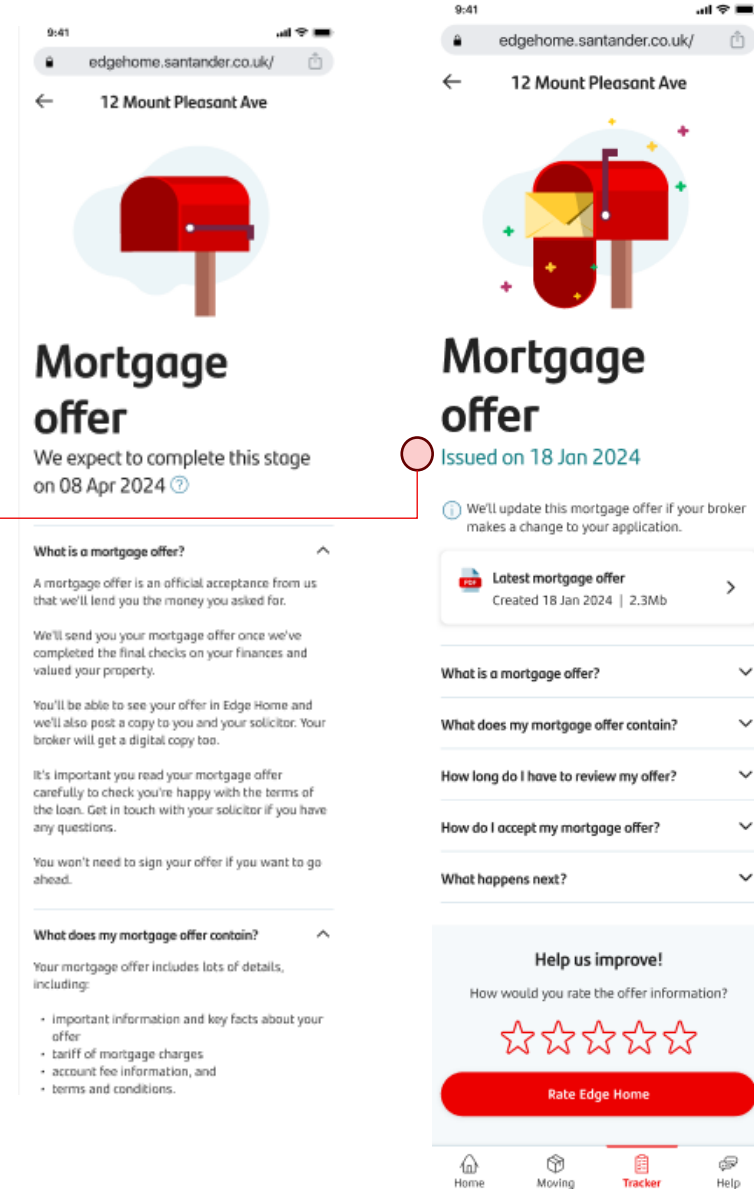 9:41
edgehome.santander.co.uk/
12 Mount Pleasant Ave
Mortgage
offer
We expect to complete this stage
on 08 Apr 2024 ?
What is a mortgage offer?
A mortgage offer is an official acceptance from us
that we'll lend you the money you asked for.
We'll send you your mortgage offer once we've
completed the final checks on your finances and
valued your property.
You'll be able to see your offer in Edge Home and
we'll also post a copy to you and your solicitor. Your
broker will get a digital copy too.
It's important you read your mortgage offer
carefully to check you're happy with the terms of
the loan. Get in touch with your solicitor if you have
any questions.
You won't need to sign your offer if you want to go
ahead.
What does my mortgage offer contain?
Your mortgage offer includes lots of details,
including:
• important information and key facts about your
offer
• tariff of mortgage charges
• account fee information, and
• terms and conditions.
9:41
edgehome.santander.co.uk/
12 Mount Pleasant Ave
Mortgage
offer
Issued on 18 Jan 2024
i We'll update this mortgage offer if your broker
makes a change to your application.
PDF
Latest mortgage offer
Created 18 Jan 2024 | 2.3Mb
What is a mortgage offer?
What does my mortgage offer contain?
How long do I have to review my offer?
How do I accept my mortgage offer?
What happens next?
Help us improve!
How would you rate the offer information?
Rate Edge Home
Home Moving Tracker Help